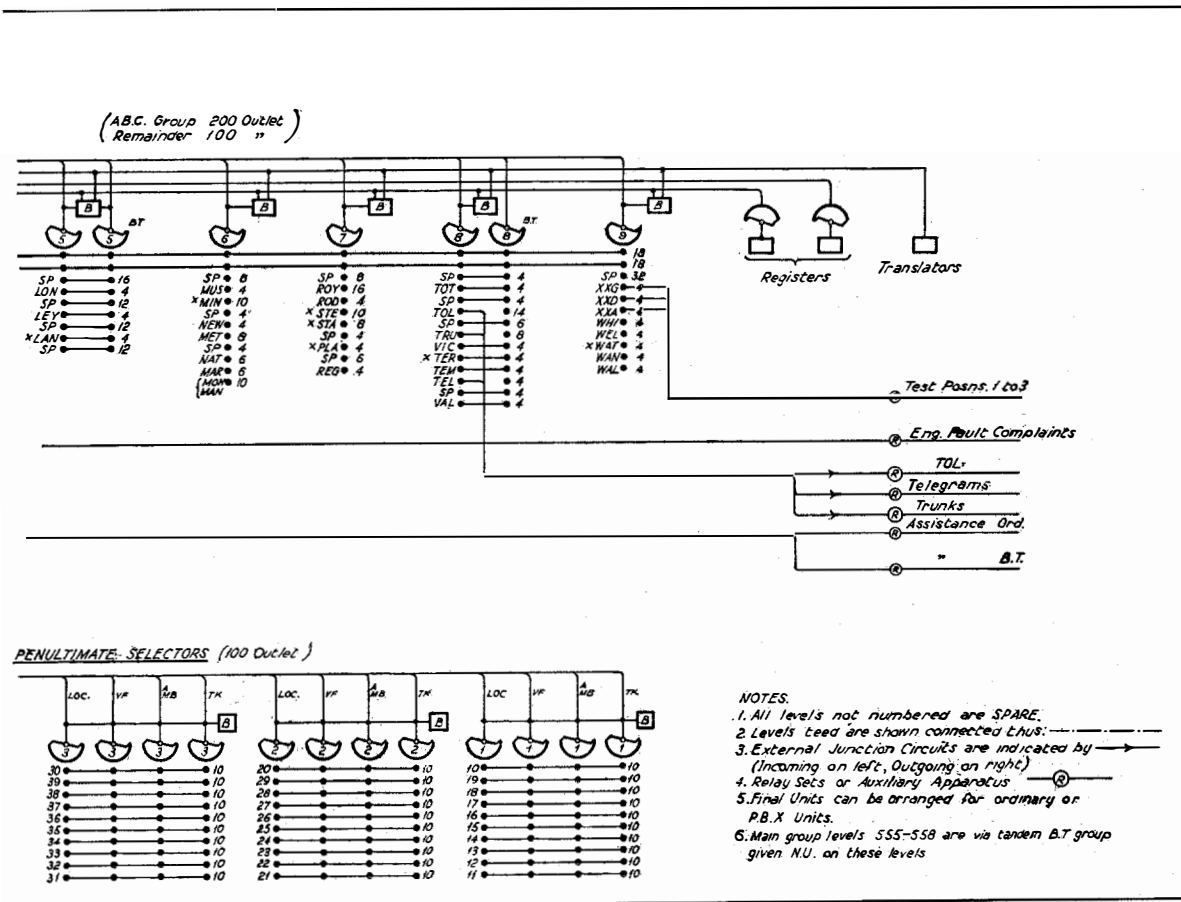 (A.B.C. Group 200 Outlet)
(Remainder 100 ")
B B B B B
B.T. B.T.
5 5 6 7 8 8 9
Registers
Translators
18
18
SP 16
LON 4
SP 12
LEY 4
SP 12
×LAN 4
SP 12
SP 8
MUS 4
×MIN 10
SP 4
NEW 4
MET 8
SP 4
NAT 6
MAR 6
{MON 10
{MAN
SP 8
ROY 16
ROD 4
×STE 10
×STA 8
SP 4
×PLA 4
SP 6
REG 4
SP 4
TOT 4
SP 4
TOL 14
SP 6
TRU 8
VIC 4
×TER 4
TEM 4
TEL 4
SP 4
VAL 4
SP 32
XXG 4
XXD 4
XXA 4
WHI 4
WEL 4
×WAT 4
WAN 4
WAL 4
Test Posns. 1 to 3
R Eng. Fault Complaints
R TOL.
R Telegrams
R Trunks
R Assistance Ord.
R " B.T.
PENULTIMATE SELECTORS (100 Outlet)
LOC. VF A MB TK B
3 3 3 3
30 10
39 10
38 10
37 10
36 10
35 10
34 10
33 10
32 10
31 10
LOC. VF A MB. TK. B
2 2 2 2
20 10
29 10
28 10
27 10
26 10
25 10
24 10
23 10
22 10
21 10
LOC VF A MB TK. B
1 1 1 1
10 10
19 10
18 10
17 10
16 10
15 10
14 10
13 10
12 10
11 10
NOTES.
1. All levels not numbered are SPARE.
2 Levels teed are shown connected thus:
3. External Junction Circuits are indicated by
(Incoming on left, Outgoing on right)
4. Relay Sets or Auxiliary Apparatus R
5. Final Units can be arranged for ordinary or
P.B.X Units.
6. Main group levels 555-558 are via tandem B.T group
given N.U. on these levels